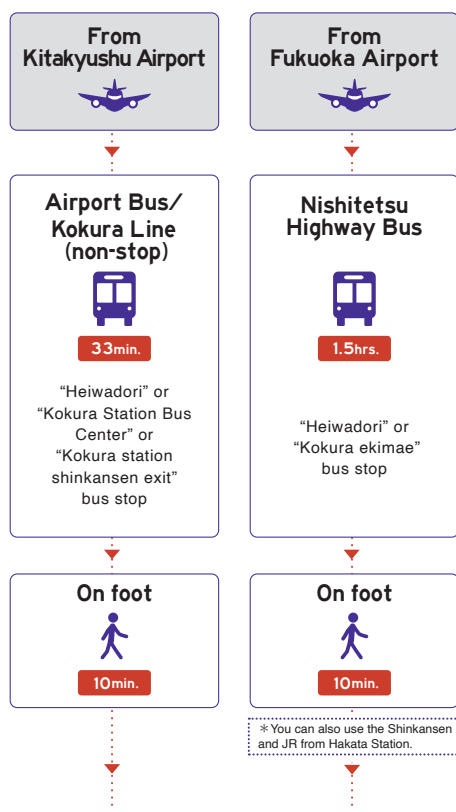 From
Kitakyushu Airport
Airport Bus/
Kokura Line
(non-stop)
33min.
“Heiwadori” or
“Kokura Station Bus
Center” or
“Kokura station
shinkansen exit”
bus stop
On foot
10min.
From
Fukuoka Airport
Nishitetsu
Highway Bus
1.5hrs.
“Heiwadori” or
“Kokura ekimae”
bus stop
On foot
10min.
＊You can also use the Shinkansen
and JR from Hakata Station.